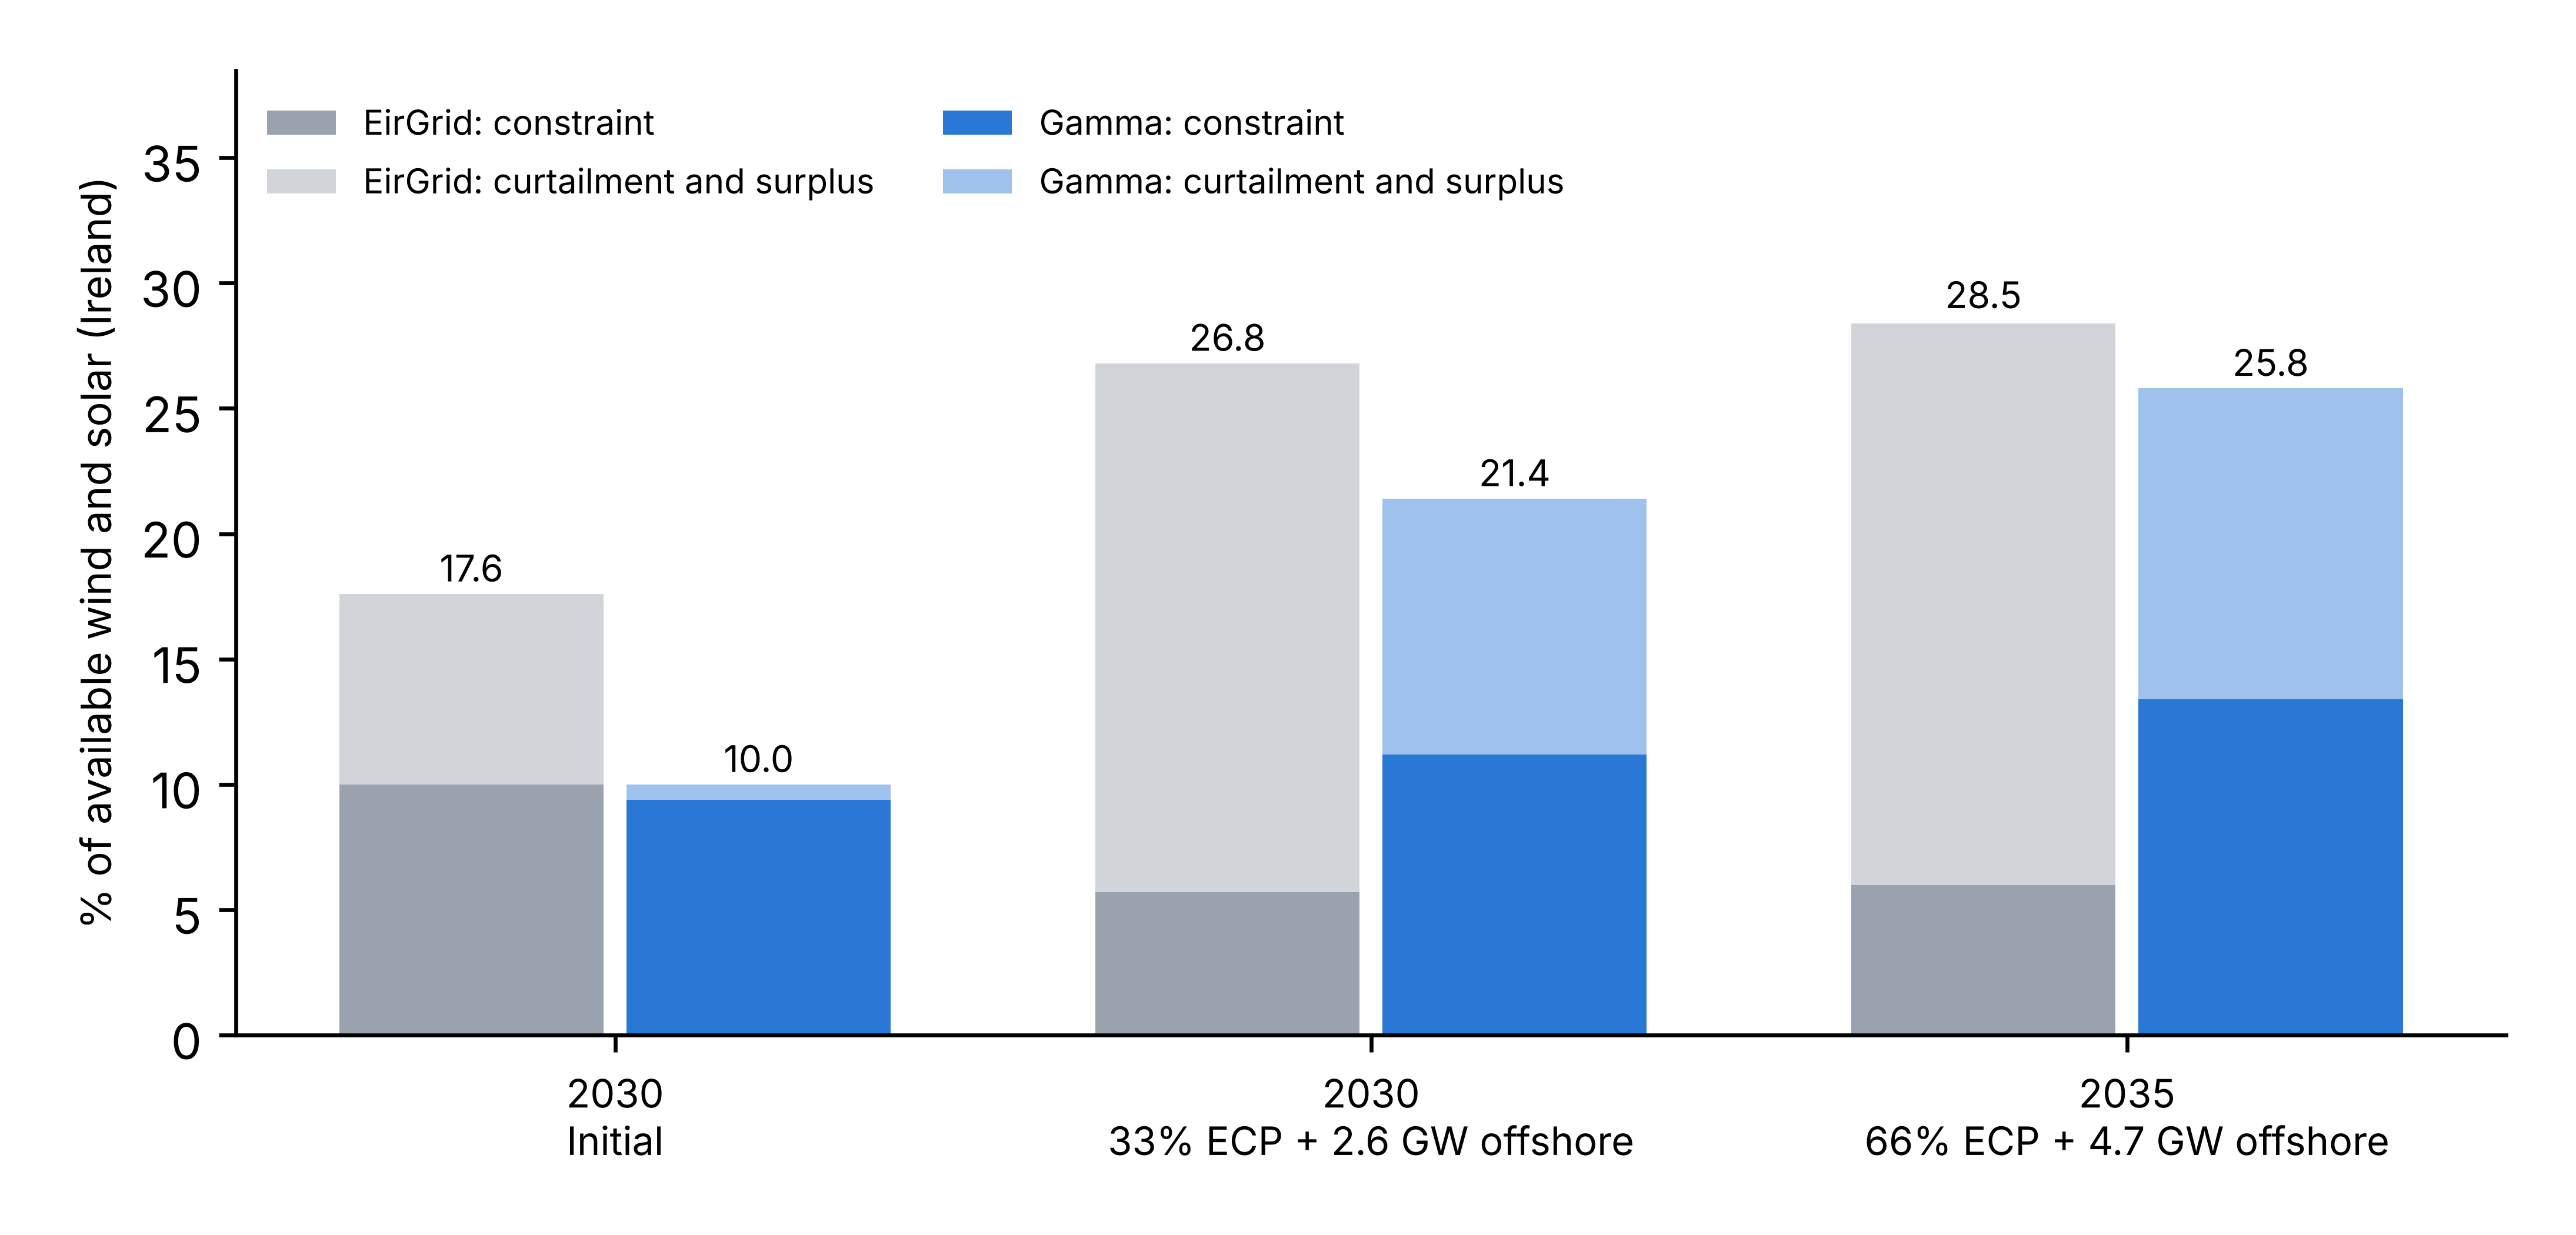 EirGrid: constraint
EirGrid: curtailment and surplus
Gamma: constraint
Gamma: curtailment and surplus
% of available wind and solar (Ireland)
35
30
25
20
15
10
5
0
17.6
10.0
26.8
21.4
28.5
25.8
2030
Initial
2030
33% ECP + 2.6 GW offshore
2035
66% ECP + 4.7 GW offshore